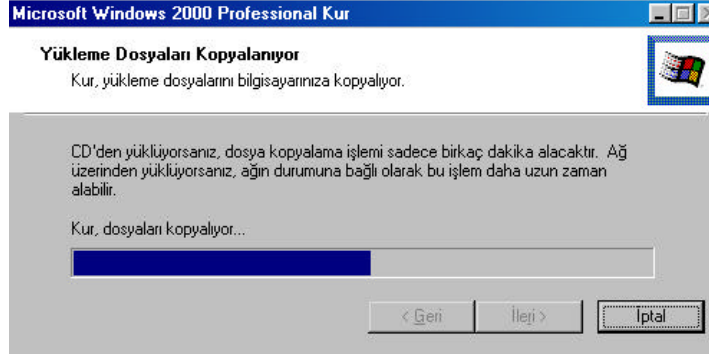 Microsoft Windows 2000 Professional Kur
Yükleme Dosyaları Kopyalanıyor
Kur, yükleme dosyalarını bilgisayarınıza kopyalıyor.
CD'den yüklüyorsanız, dosya kopyalama işlemi sadece birkaç dakika alacaktır. Ağ
üzerinden yüklüyorsanız, ağın durumuna bağlı olarak bu işlem daha uzun zaman
alabilir.
Kur, dosyaları kopyalıyor...
< Geri İleri > İptal